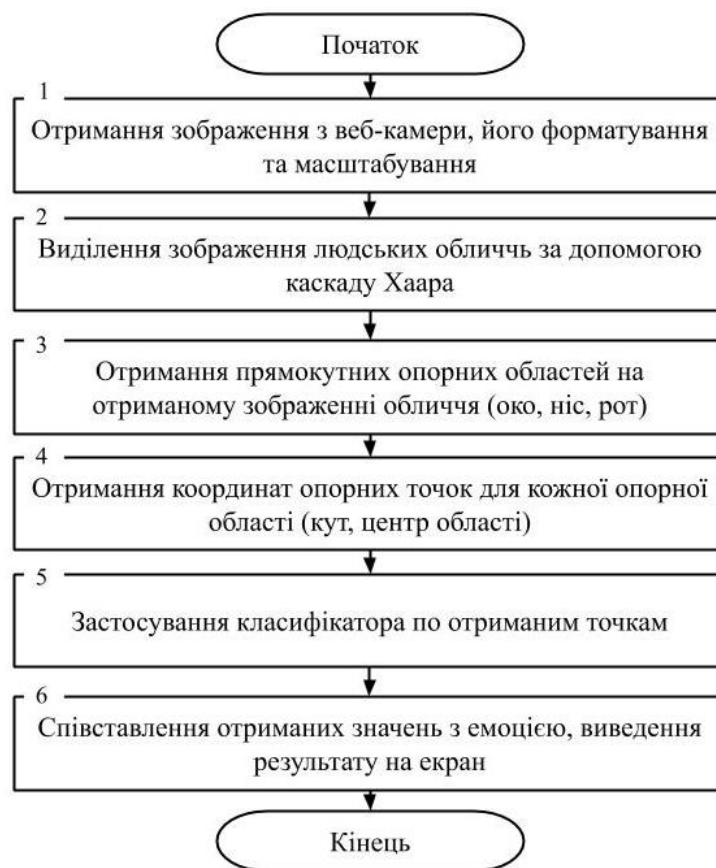 Початок
1
Отримання зображення з веб-камери, його форматування
та масштабування
2
Виділення зображення людських обличчь за допомогою
каскаду Хаара
3
Отримання прямокутних опорних областей на
отриманому зображенні обличчя (око, ніс, рот)
4
Отримання координат опорних точок для кожної опорної
області (кут, центр області)
5
Застосування класифікатора по отриманим точкам
6
Співставлення отриманих значень з емоцією, виведення
результату на екран
Кінець